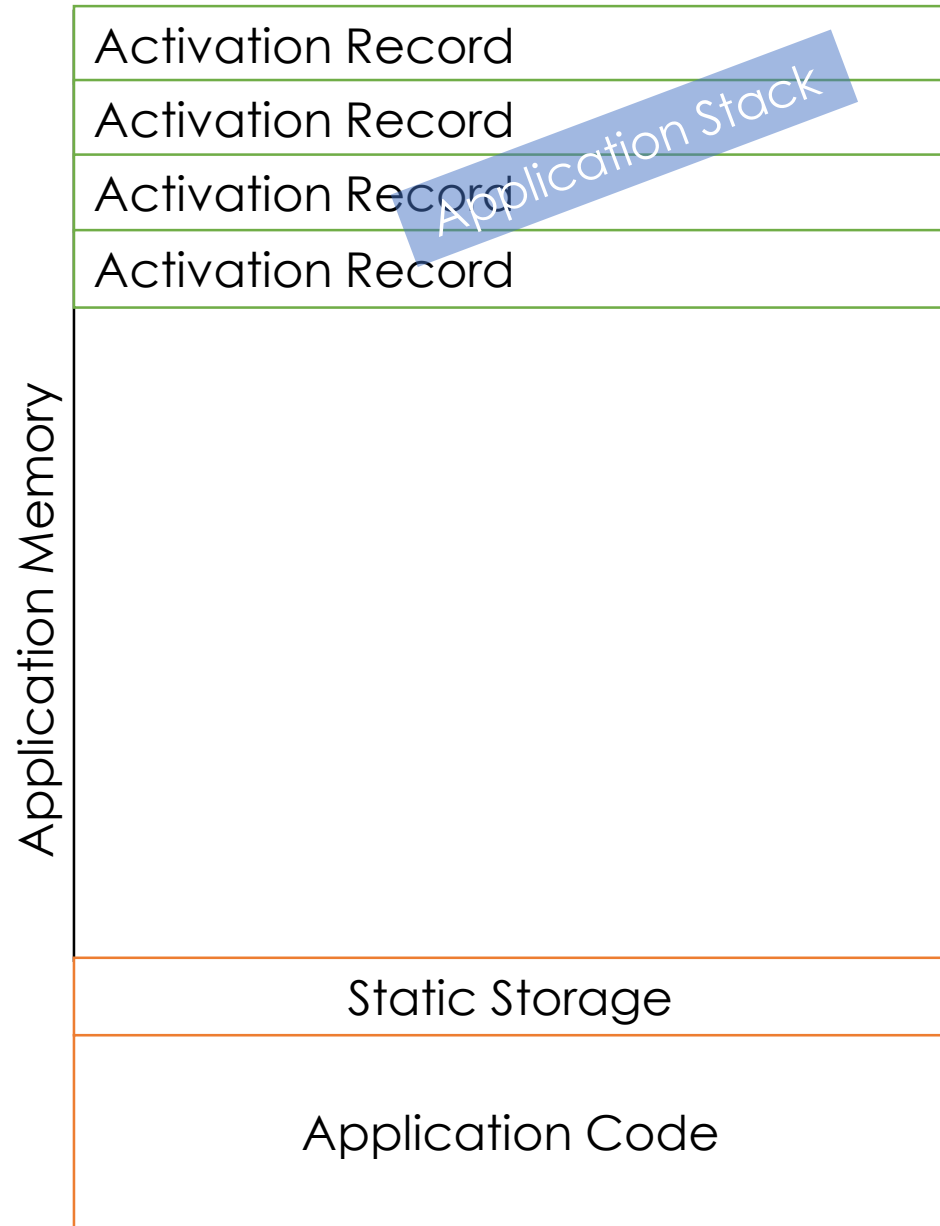 Activation Record
Activation Record
Activation Record
Activation Record
Application Stack
Application Memory
Static Storage
Application Code